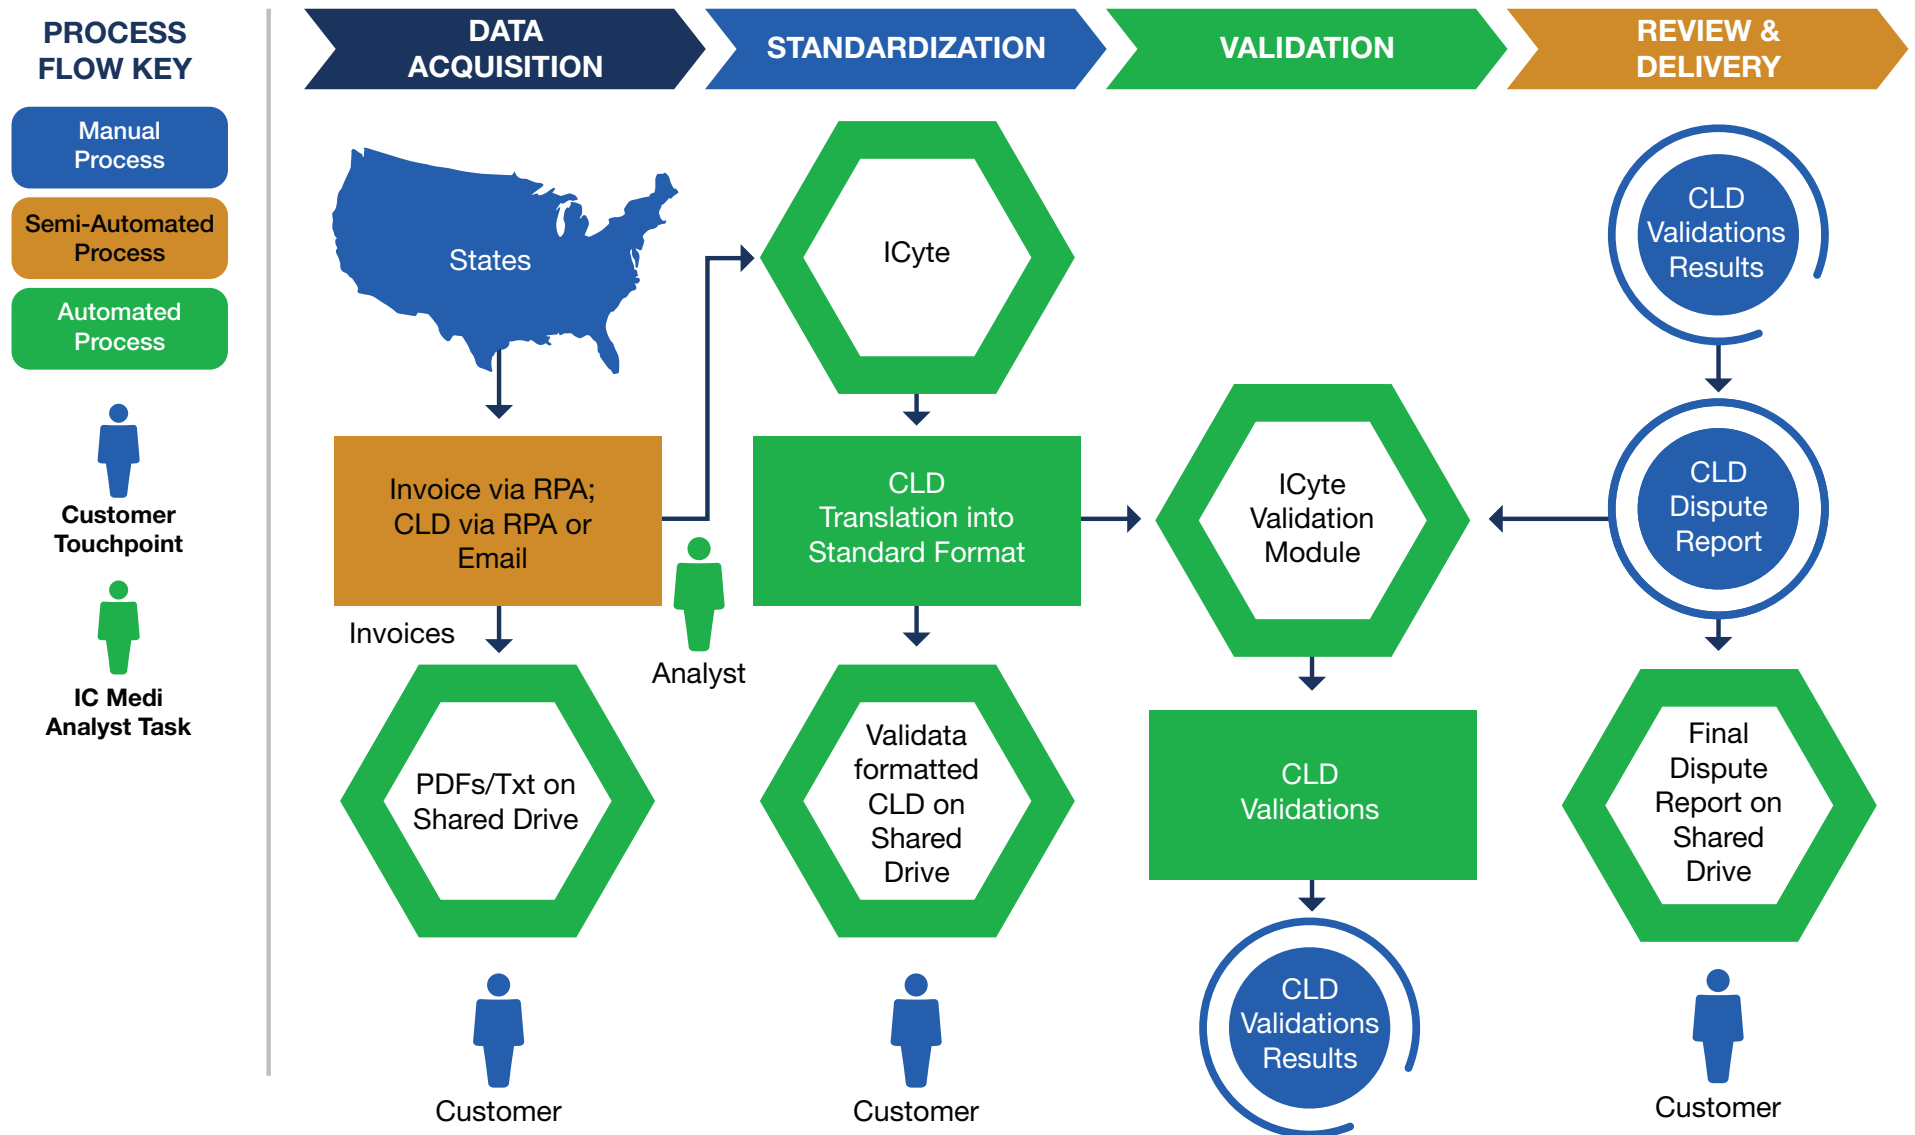 PROCESS
FLOW KEY
Manual
Process
Semi-Automated
Process
Automated
Process
Customer
Touchpoint
IC Medi
Analyst Task
DATA
ACQUISITION
STANDARDIZATION
VALIDATION
REVIEW &
DELIVERY
States
Invoice via RPA;
CLD via RPA or
Email
Invoices
Analyst
PDFs/Txt on
Shared Drive
Customer
ICyte
CLD
Translation into
Standard Format
Validata
formatted
CLD on
Shared
Drive
Customer
ICyte
Validation
Module
CLD
Validations
CLD
Validations
Results
CLD
Validations
Results
CLD
Dispute
Report
Final
Dispute
Report on
Shared
Drive
Customer